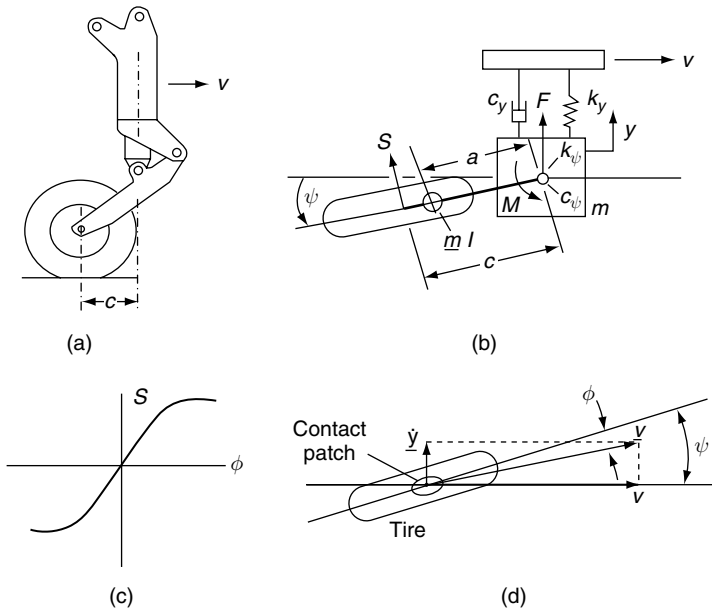 v
c
(a)
v
c_y
F
k_y
y
S
a
k_ψ
ψ
M
c_ψ
m
m I
c
(b)
S
ϕ
(c)
ϕ
ẏ
v
ψ
Contact
patch
v
Tire
(d)